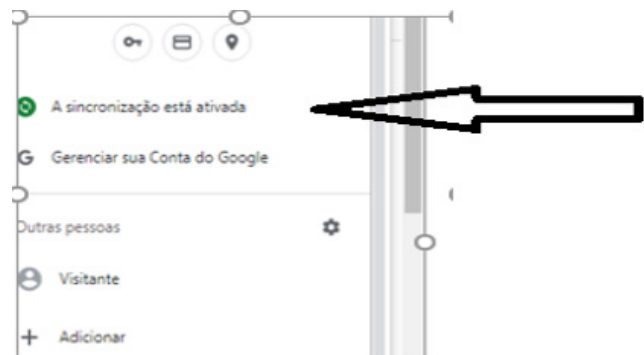 A sincronização está ativada
Gerenciar sua Conta do Google
Outras pessoas
Visitante
Adicionar